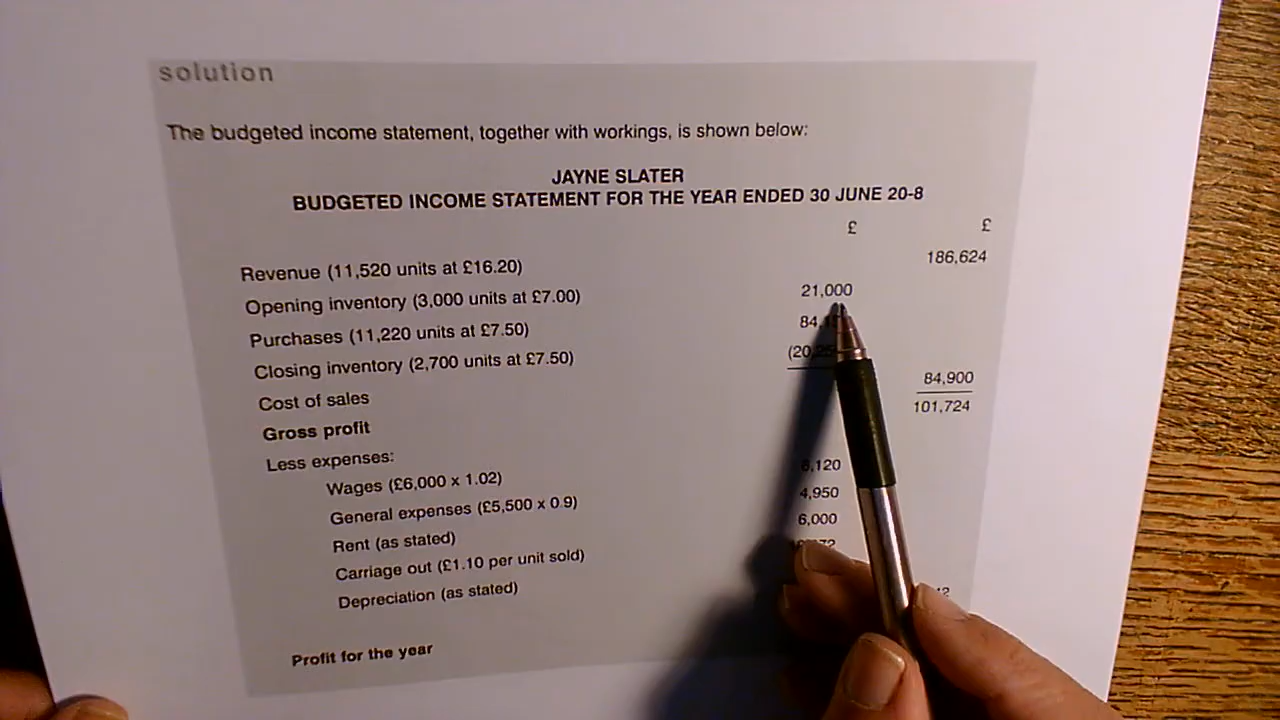 solution
The budgeted income statement, together with workings, is shown below:
JAYNE SLATER
BUDGETED INCOME STATEMENT FOR THE YEAR ENDED 30 JUNE 20-8
£ £
Revenue (11,520 units at £16.20) 186,624
Opening inventory (3,000 units at £7.00) 21,000
Purchases (11,220 units at £7.50)
Closing inventory (2,700 units at £7.50)
Cost of sales 84,900
Gross profit 101,724
Less expenses:
Wages (£6,000 x 1.02) 6,120
General expenses (£5,500 x 0.9) 4,950
Rent (as stated) 6,000
Carriage out (£1.10 per unit sold)
Depreciation (as stated)
Profit for the year